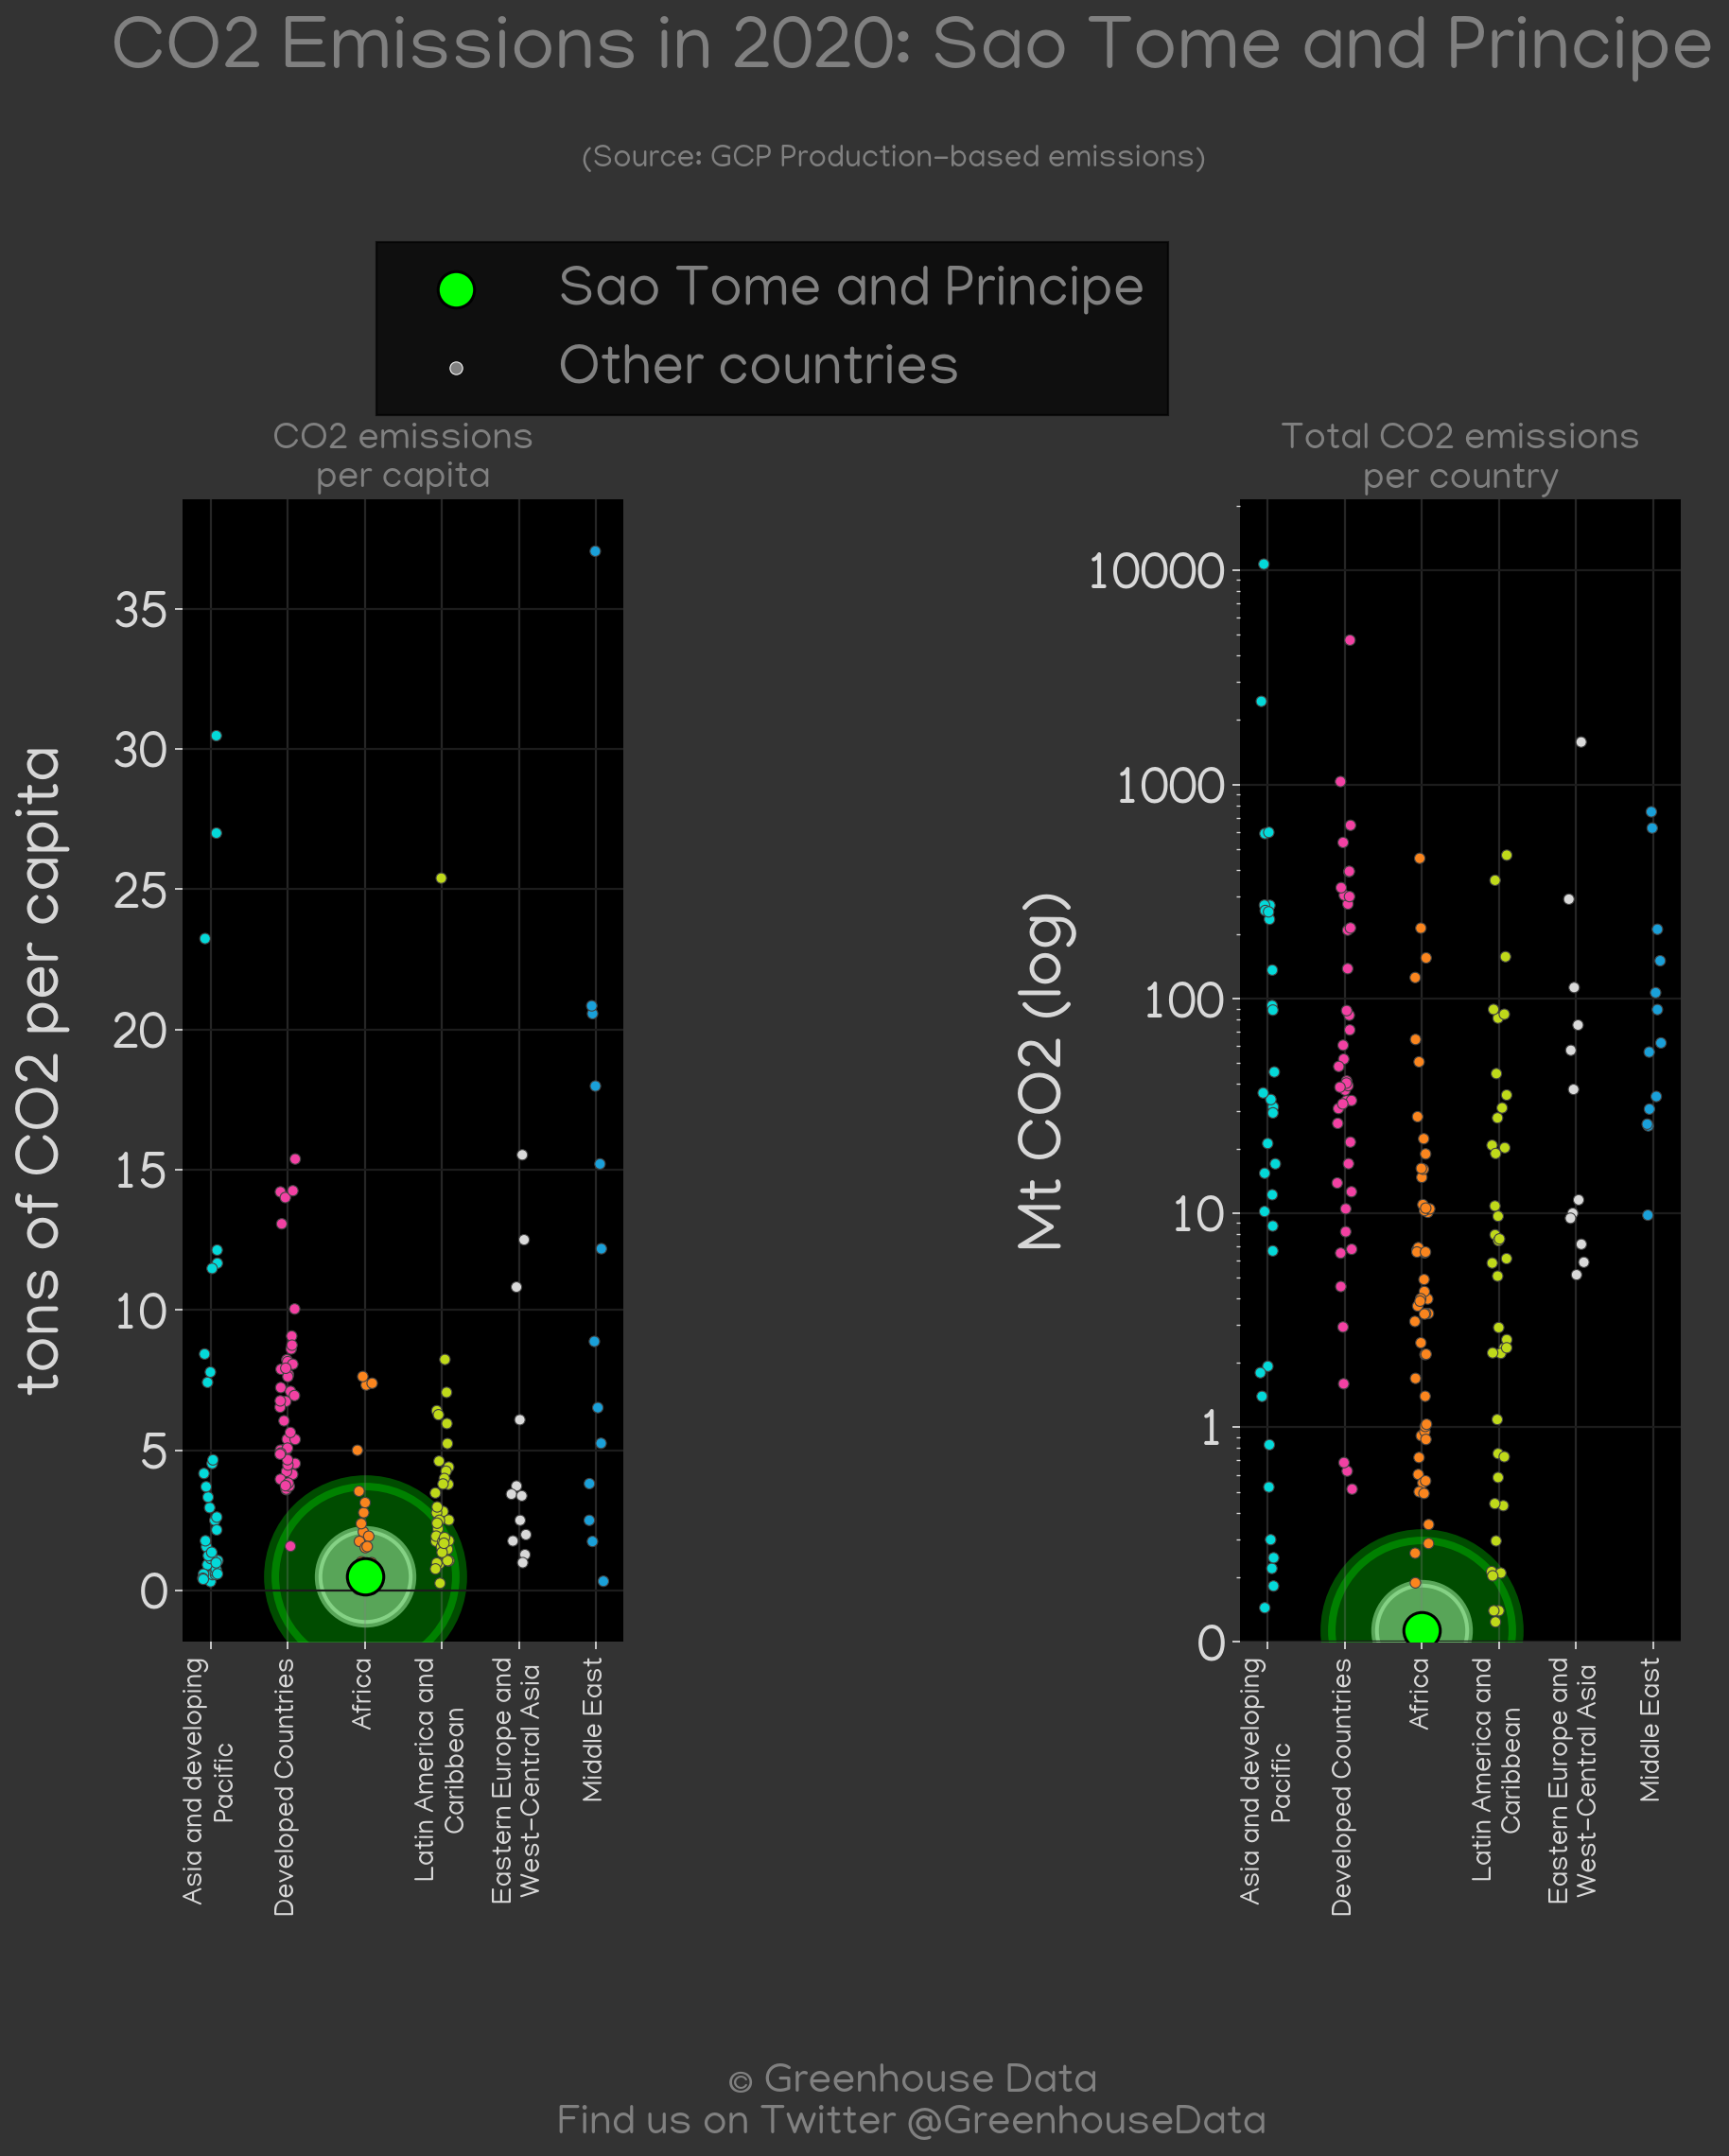 CO2 Emissions in 2020: Sao Tome and Principe
(Source: GCP Production-based emissions)
Sao Tome and Principe
Other countries
CO2 emissions
per capita
tons of CO2 per capita
35
30
25
20
15
10
5
0
Asia and developing
Pacific
Developed Countries
Africa
Latin America and
Caribbean
Eastern Europe and
West-Central Asia
Middle East
Total CO2 emissions
per country
Mt CO2 (log)
10000
1000
100
10
1
0
Asia and developing
Pacific
Developed Countries
Africa
Latin America and
Caribbean
Eastern Europe and
West-Central Asia
Middle East
© Greenhouse Data
Find us on Twitter @GreenhouseData